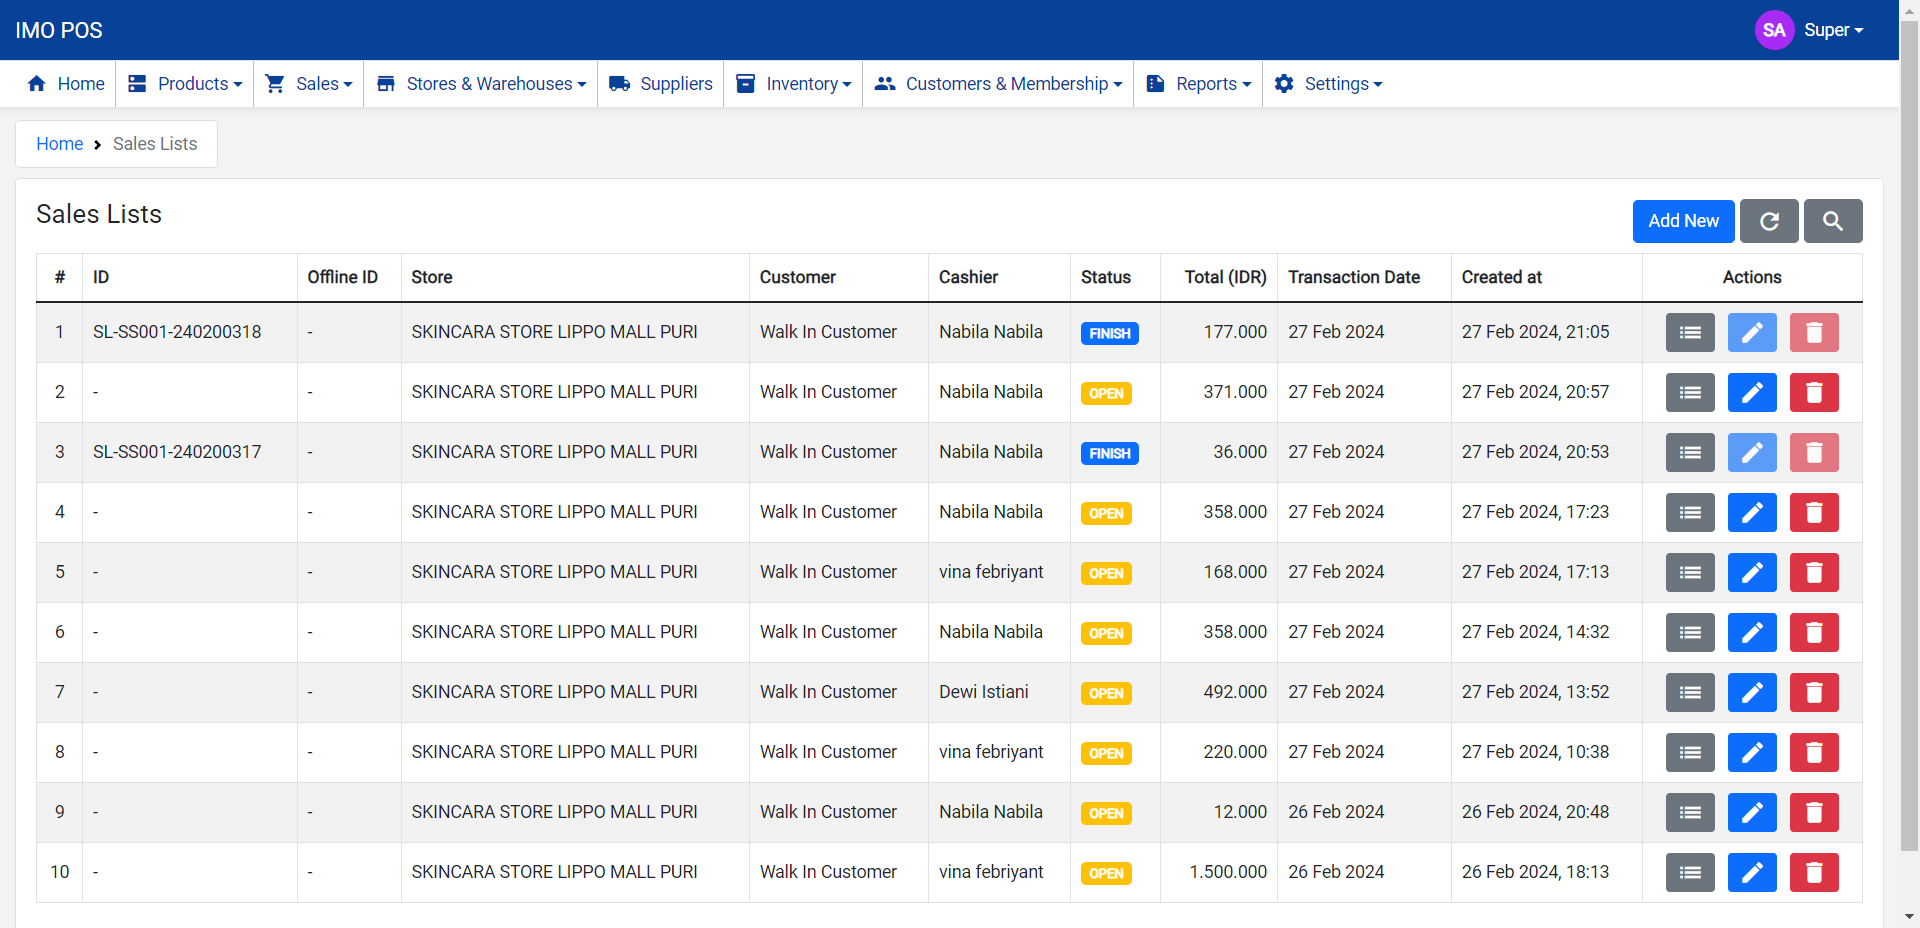 IMO POS
SA Super
Home Products Sales Stores & Warehouses Suppliers Inventory Customers & Membership Reports Settings
Home Sales Lists
Sales Lists
Add New
# ID Offline ID Store Customer Cashier Status Total (IDR) Transaction Date Created at Actions
1 SL-SS001-240200318 - SKINCARA STORE LIPPO MALL PURI Walk In Customer Nabila Nabila FINISH 177.000 27 Feb 2024 27 Feb 2024, 21:05
2 - - SKINCARA STORE LIPPO MALL PURI Walk In Customer Nabila Nabila OPEN 371.000 27 Feb 2024 27 Feb 2024, 20:57
3 SL-SS001-240200317 - SKINCARA STORE LIPPO MALL PURI Walk In Customer Nabila Nabila FINISH 36.000 27 Feb 2024 27 Feb 2024, 20:53
4 - - SKINCARA STORE LIPPO MALL PURI Walk In Customer Nabila Nabila OPEN 358.000 27 Feb 2024 27 Feb 2024, 17:23
5 - - SKINCARA STORE LIPPO MALL PURI Walk In Customer vina febriyant OPEN 168.000 27 Feb 2024 27 Feb 2024, 17:13
6 - - SKINCARA STORE LIPPO MALL PURI Walk In Customer Nabila Nabila OPEN 358.000 27 Feb 2024 27 Feb 2024, 14:32
7 - - SKINCARA STORE LIPPO MALL PURI Walk In Customer Dewi Istiani OPEN 492.000 27 Feb 2024 27 Feb 2024, 13:52
8 - - SKINCARA STORE LIPPO MALL PURI Walk In Customer vina febriyant OPEN 220.000 27 Feb 2024 27 Feb 2024, 10:38
9 - - SKINCARA STORE LIPPO MALL PURI Walk In Customer Nabila Nabila OPEN 12.000 26 Feb 2024 26 Feb 2024, 20:48
10 - - SKINCARA STORE LIPPO MALL PURI Walk In Customer vina febriyant OPEN 1.500.000 26 Feb 2024 26 Feb 2024, 18:13